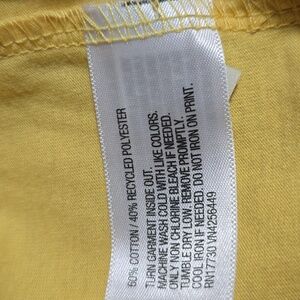 60% COTTON / 40% RECYCLED POLYESTER
TURN GARMENT INSIDE OUT.
MACHINE WASH COLD WITH LIKE COLORS.
ONLY NON CHLORINE BLEACH IF NEEDED.
TUMBLE DRY LOW. REMOVE PROMPTLY.
COOL IRON IF NEEDED. DO NOT IRON ON PRINT.
RN17730 VN4256449